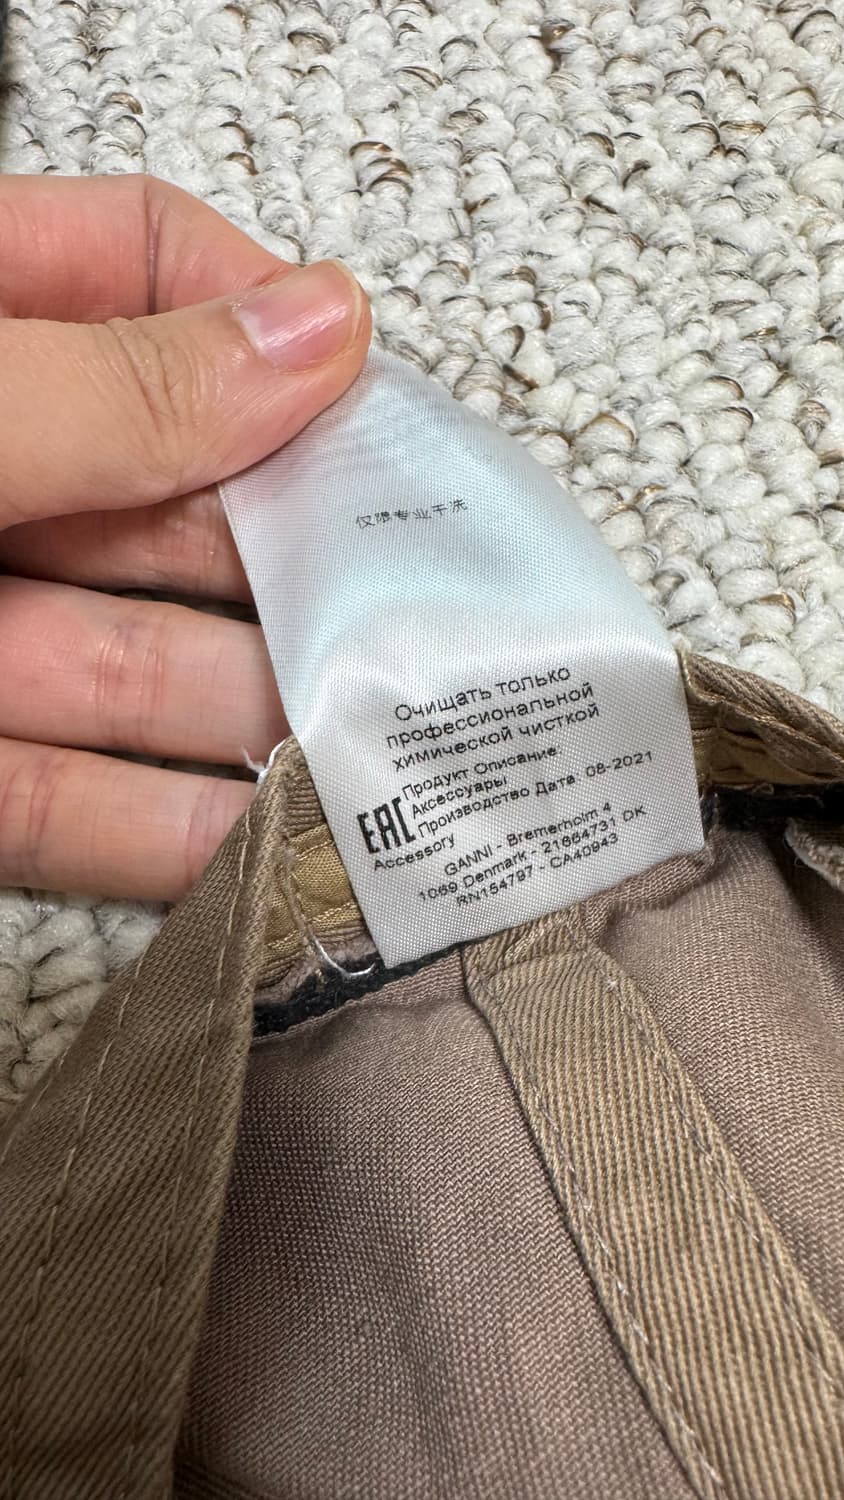 仅限专业干洗
Очищать только
профессиональной
химической чисткой
EAC
Продукт Описание:
Аксессуары
Производство Дата: 08-2021
Accessory
GANNI - Bremerholm 4
1069 Denmark - 21664731 DK
RN154797 - CA40943